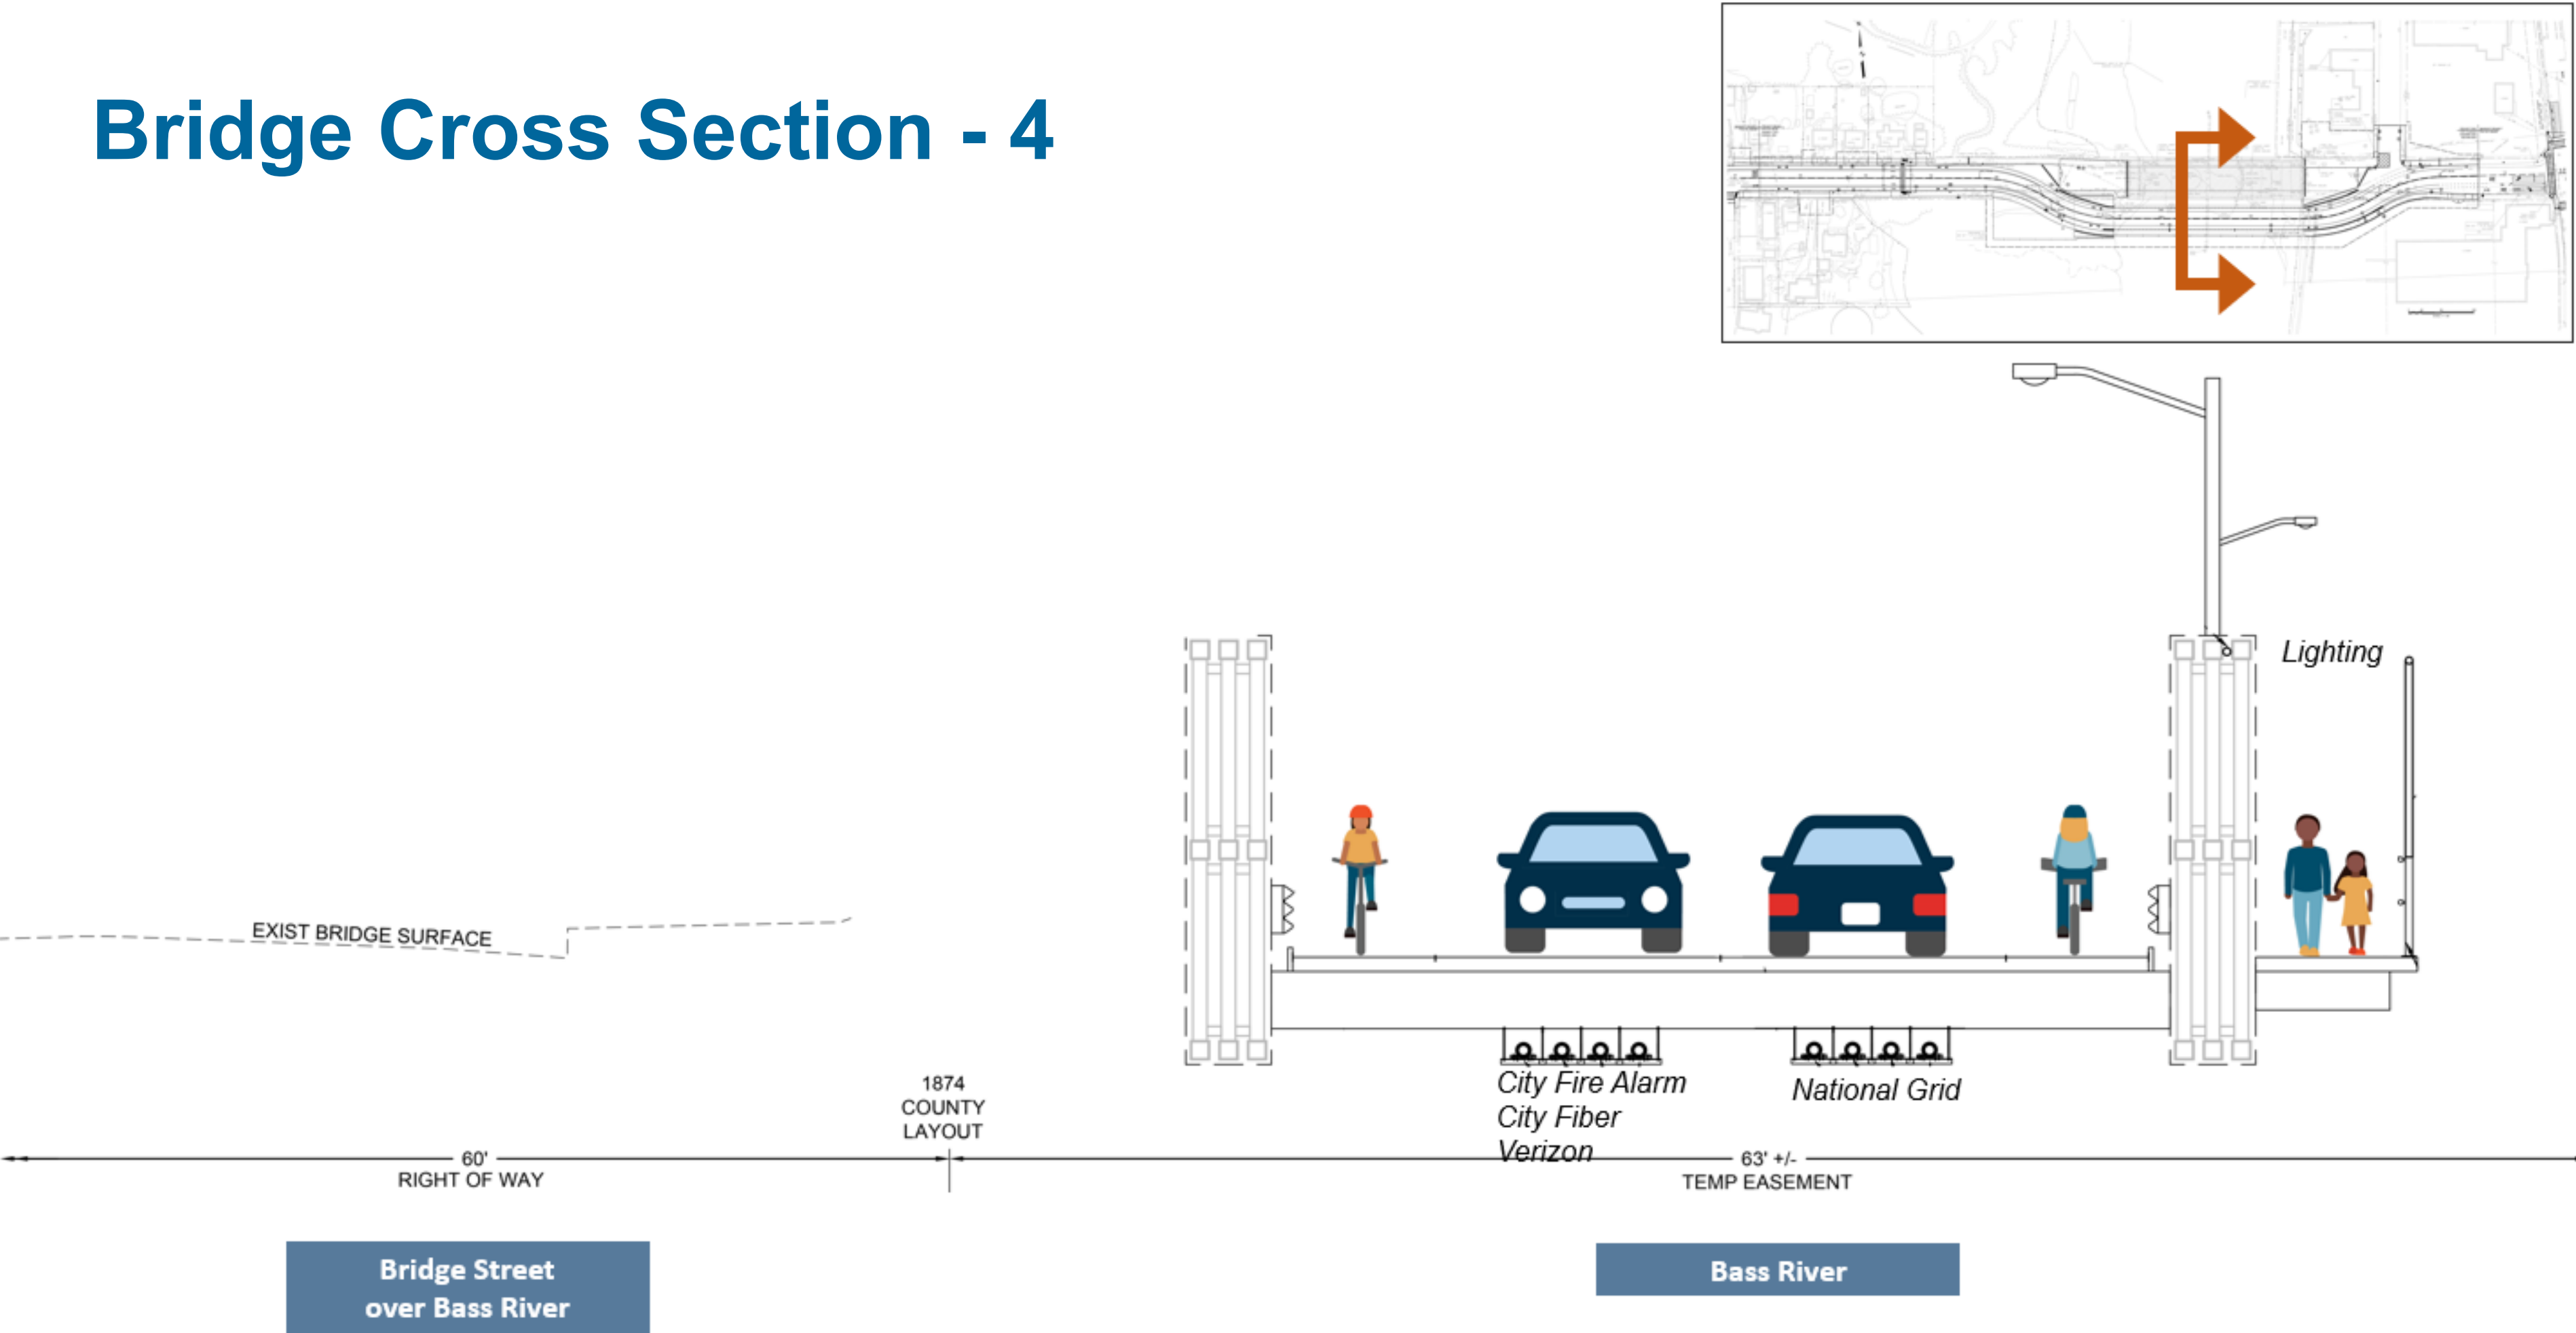 Bridge Cross Section - 4
Lighting
EXIST BRIDGE SURFACE
City Fire Alarm
City Fiber
Verizon
National Grid
1874
COUNTY
LAYOUT
60'
RIGHT OF WAY
63' +/-
TEMP EASEMENT
Bridge Street
over Bass River
Bass River